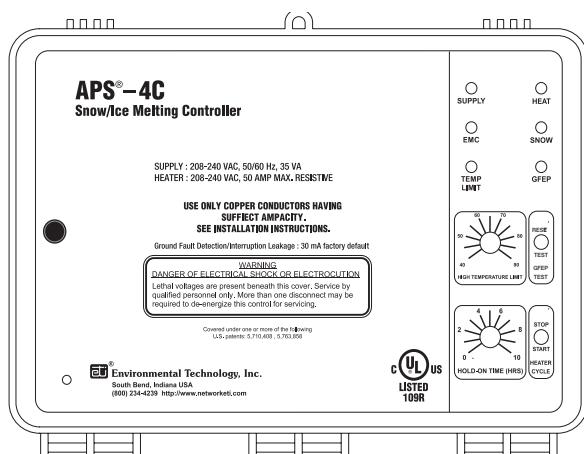 APS®–4C
Snow/Ice Melting Controller
SUPPLY : 208-240 VAC, 50/60 Hz, 35 VA
HEATER : 208-240 VAC, 50 AMP MAX. RESISTIVE
USE ONLY COPPER CONDUCTORS HAVING
SUFFIECT AMPACITY.
SEE INSTALLATION INSTRUCTIONS.
Ground Fault Detection/Interruption Leakage : 30 mA factory default
WARNING
DANGER OF ELECTRICAL SHOCK OR ELECTROCUTION
Lethal voltages are present beneath this cover. Service by
qualified personnel only. More than one disconnect may be
required to de-energize this control for servicing.
Covered under one or more of the following
U.S. patents: 5,710,408 , 5,763,858
® Environmental Technology, Inc.
South Bend, Indiana USA
(800) 234-4239 http://www.networketi.com
C UL US
LISTED
109R
SUPPLY HEAT
EMC SNOW
TEMP LIMIT GFEP
40 50 60 70 80 90
HIGH TEMPERATURE LIMIT
RESE
TEST
GFEP
TEST
0 - 2 4 6 8 10
HOLD-ON TIME (HRS)
STOP
START
HEATER
CYCLE